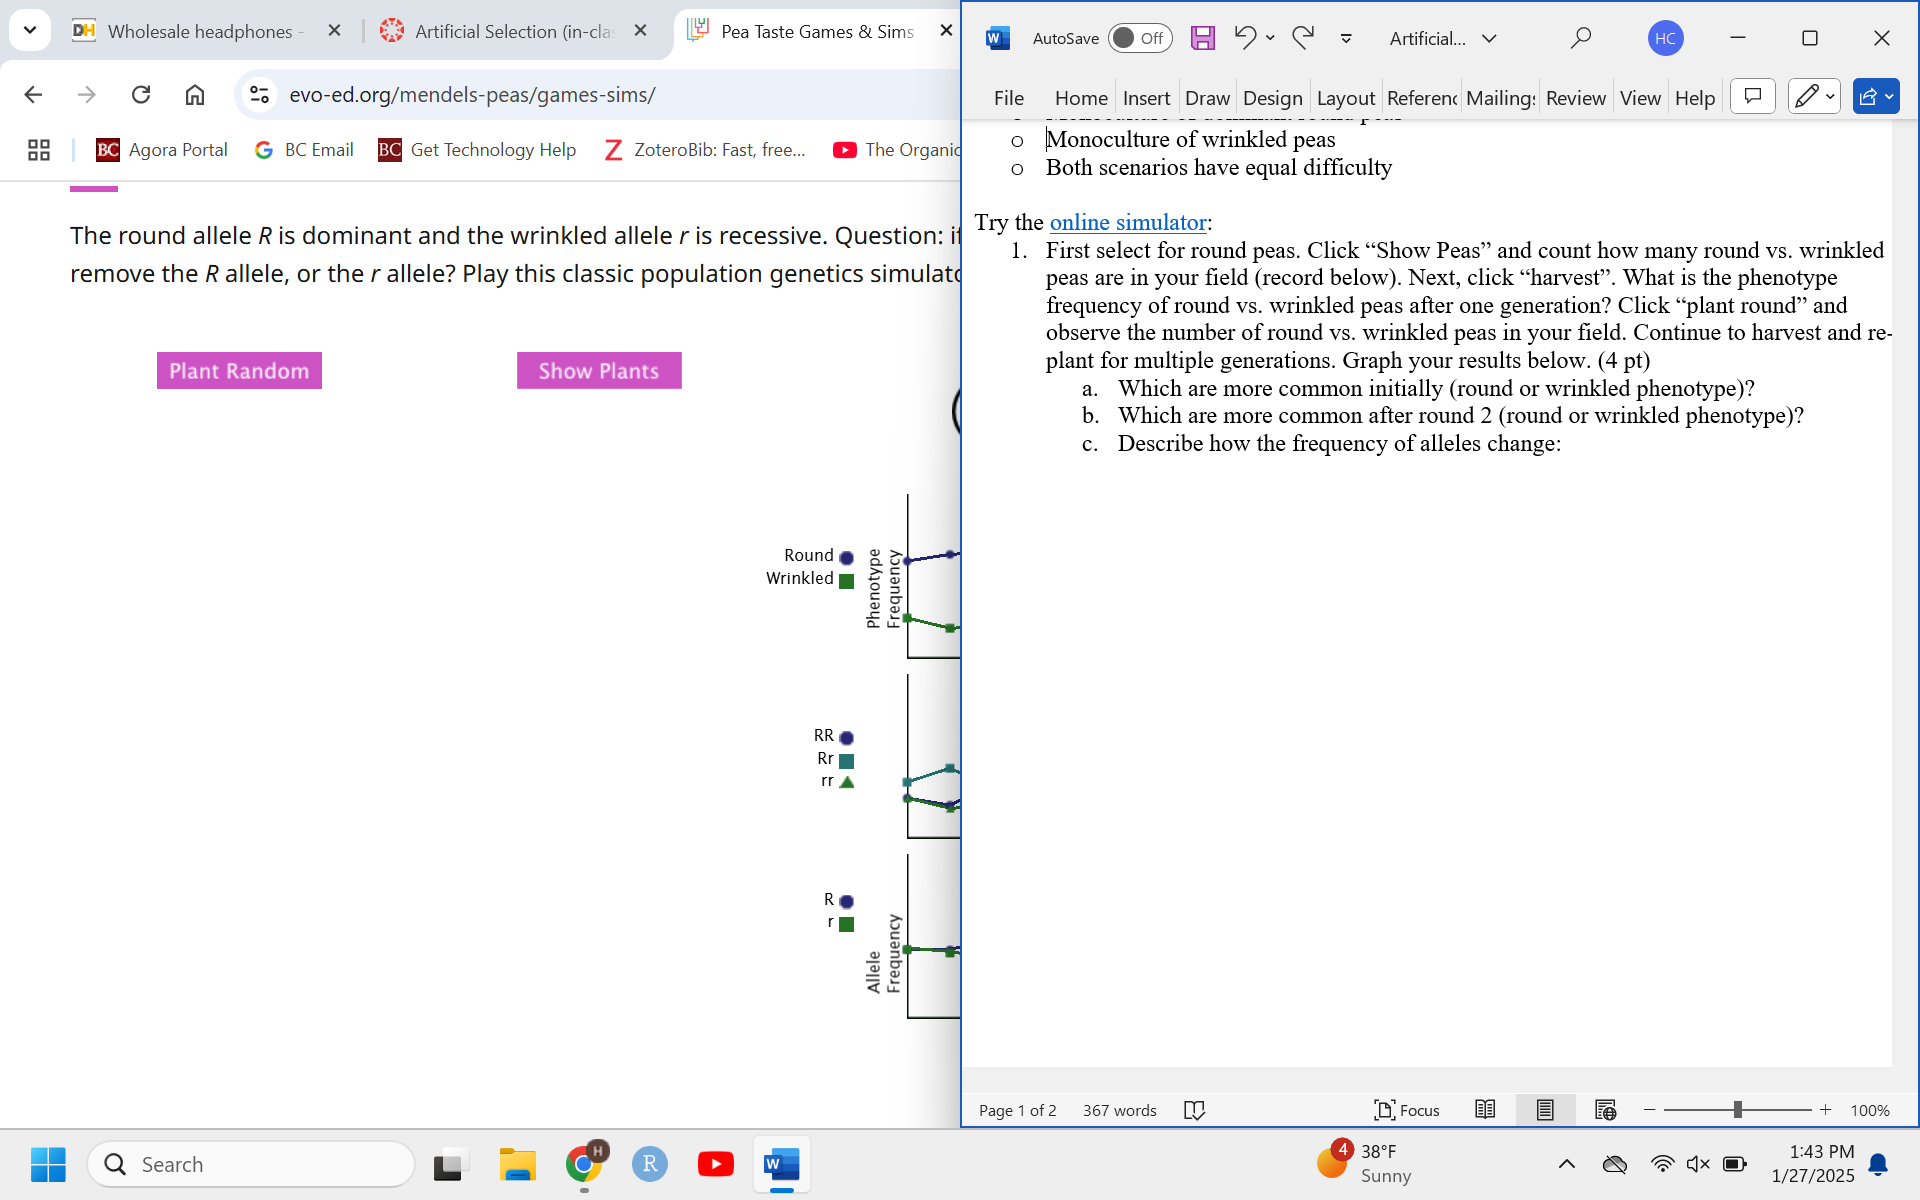 Wholesale headphones -
Artificial Selection (in-cla
Pea Taste Games & Sims
evo-ed.org/mendels-peas/games-sims/
BC Agora Portal
BC Email
BC Get Technology Help
ZoteroBib: Fast, free...
The Organic
The round allele R is dominant and the wrinkled allele r is recessive. Question: if
remove the R allele, or the r allele? Play this classic population genetics simulato
Plant Random
Show Plants
Round
Wrinkled
Phenotype
Frequency
RR
Rr
rr
R
r
Allele
Frequency
W AutoSave Off Artificial... HC
File Home Insert Draw Design Layout Referenc Mailings Review View Help
o Monoculture of dominant round peas
o Monoculture of wrinkled peas
o Both scenarios have equal difficulty
Try the online simulator:
1. First select for round peas. Click “Show Peas” and count how many round vs. wrinkled
peas are in your field (record below). Next, click “harvest”. What is the phenotype
frequency of round vs. wrinkled peas after one generation? Click “plant round” and
observe the number of round vs. wrinkled peas in your field. Continue to harvest and re-
plant for multiple generations. Graph your results below. (4 pt)
a. Which are more common initially (round or wrinkled phenotype)?
b. Which are more common after round 2 (round or wrinkled phenotype)?
c. Describe how the frequency of alleles change:
Page 1 of 2 367 words Focus 100%
Search
H
R
W
4
38°F
Sunny
1:43 PM
1/27/2025